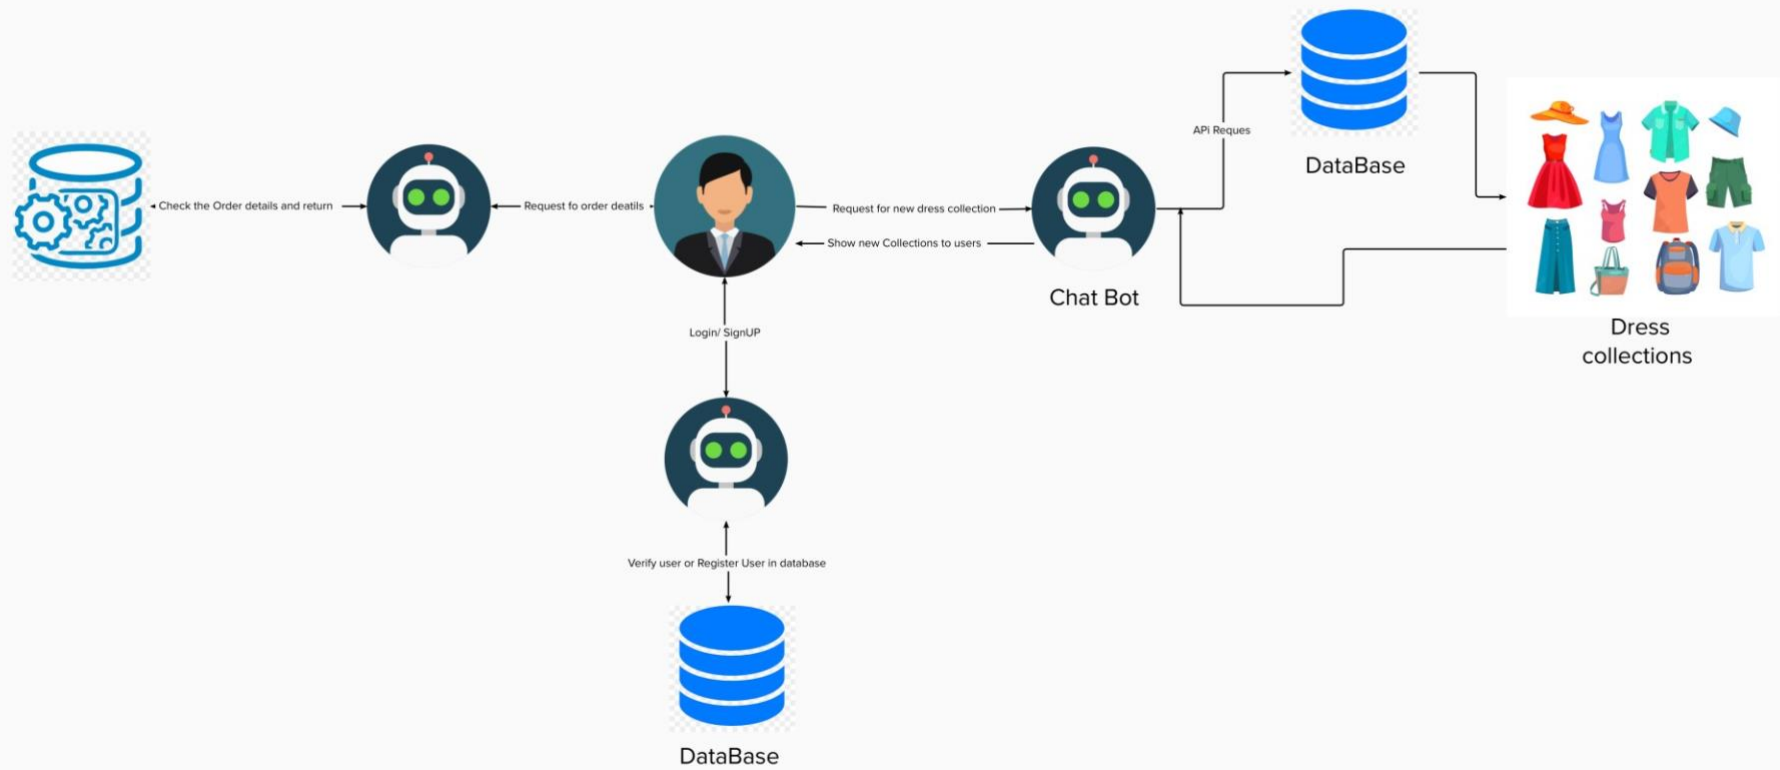 APi Reques
DataBase
Check the Order details and return
Request fo order deatils
Request for new dress collection
Show new Collections to users
Chat Bot
Dress
collections
Login/ SignUP
Verify user or Register User in database
DataBase